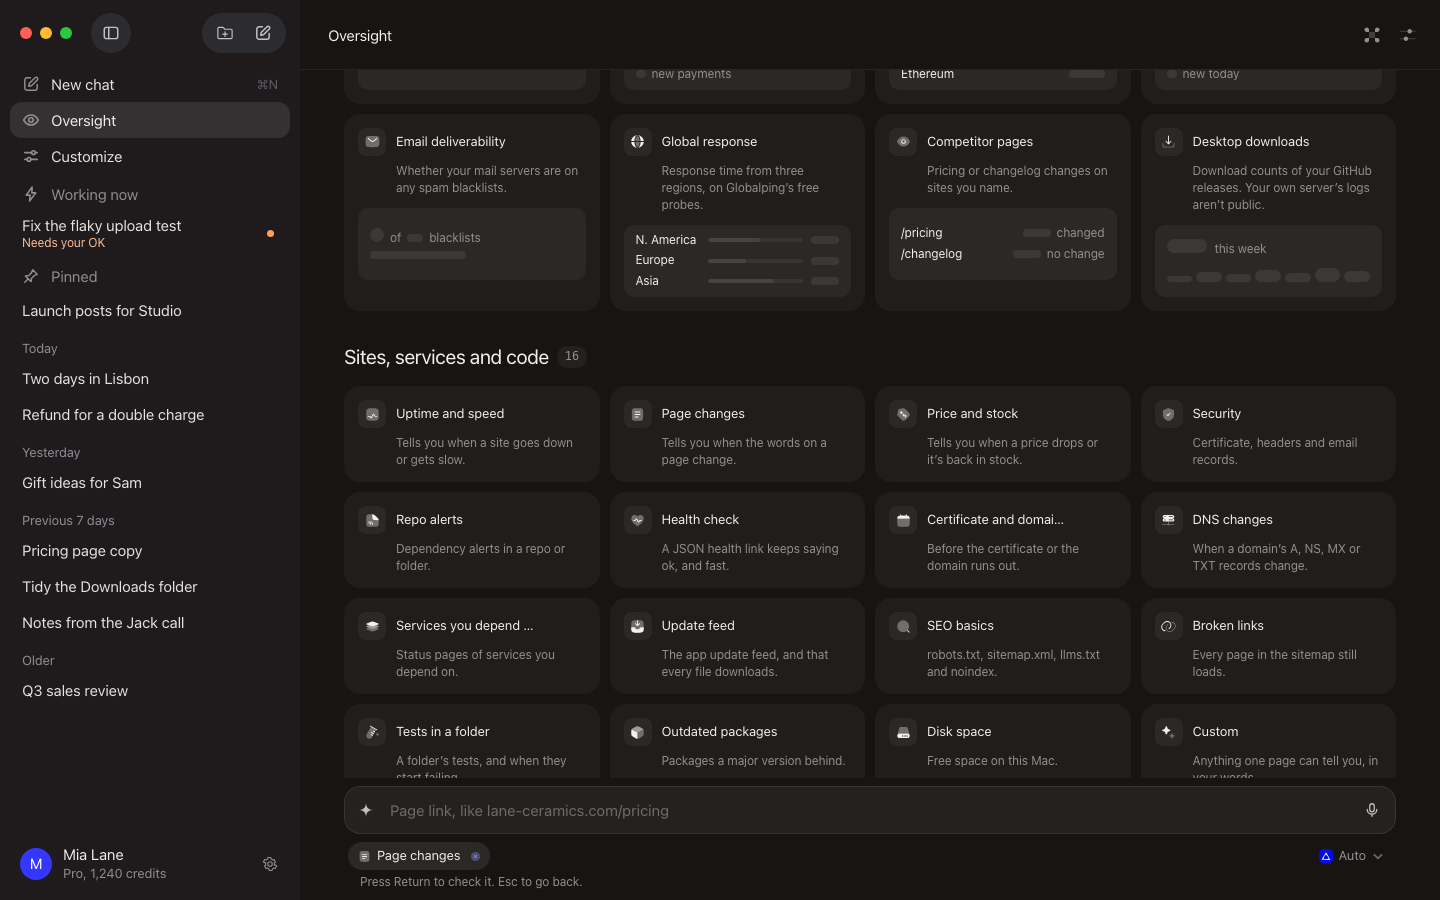 Oversight
New chat
⌘N
Oversight
Customize
Working now
Fix the flaky upload test
Needs your OK
Pinned
Launch posts for Studio
Today
Two days in Lisbon
Refund for a double charge
Yesterday
Gift ideas for Sam
Previous 7 days
Pricing page copy
Tidy the Downloads folder
Notes from the Jack call
Older
Q3 sales review
Mia Lane
Pro, 1,240 credits
M
new payments
Ethereum
new today
Email deliverability
Whether your mail servers are on
any spam blacklists.
of blacklists
Global response
Response time from three
regions, on Globalping's free
probes.
N. America
Europe
Asia
Competitor pages
Pricing or changelog changes on
sites you name.
/pricing changed
/changelog no change
Desktop downloads
Download counts of your GitHub
releases. Your own server's logs
aren't public.
this week
Sites, services and code 16
Uptime and speed
Tells you when a site goes down
or gets slow.
Page changes
Tells you when the words on a
page change.
Price and stock
Tells you when a price drops or
it's back in stock.
Security
Certificate, headers and email
records.
Repo alerts
Dependency alerts in a repo or
folder.
Health check
A JSON health link keeps saying
ok, and fast.
Certificate and domai...
Before the certificate or the
domain runs out.
DNS changes
When a domain's A, NS, MX or
TXT records change.
Services you depend ...
Status pages of services you
depend on.
Update feed
The app update feed, and that
every file downloads.
SEO basics
robots.txt, sitemap.xml, llms.txt
and noindex.
Broken links
Every page in the sitemap still
loads.
Tests in a folder
A folder's tests, and when they
start failing.
Outdated packages
Packages a major version behind.
Disk space
Free space on this Mac.
Custom
Anything one page can tell you, in
your words.
Page link, like lane-ceramics.com/pricing
Page changes
Auto
Press Return to check it. Esc to go back.